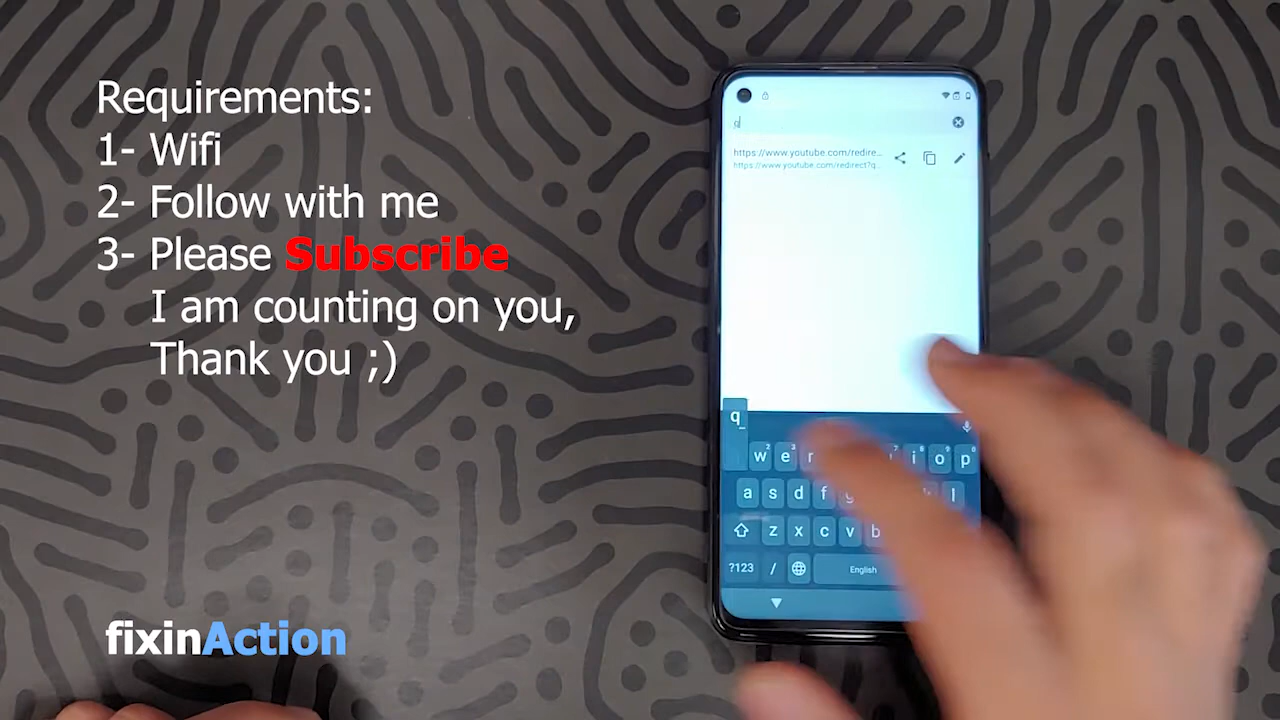 Requirements:
1- Wifi
2- Follow with me
3- Please Subscribe
I am counting on you,
Thank you ;)
fixinAction
q
https://www.youtube.com/redire...
https://www.youtube.com/redirect?q...
q
w e r i o p
a s d f g l
z x c v b
?123 / English